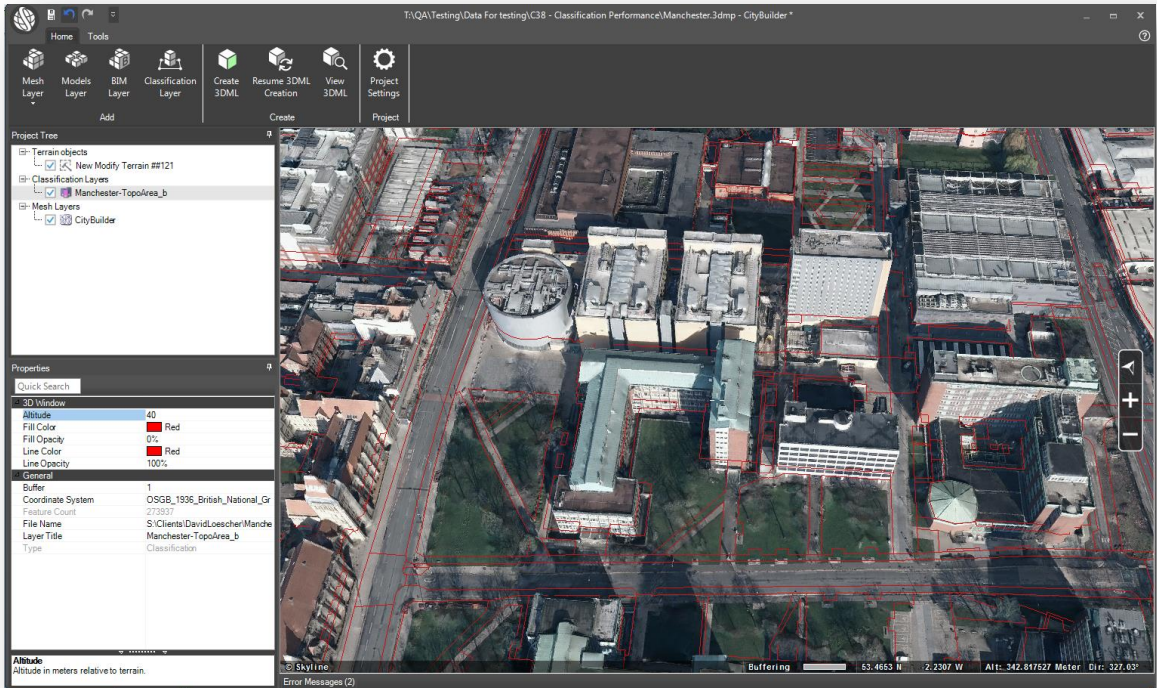 T:\QA\Testing\Data For testing\C38 - Classification Performance\Manchester.3dmp - CityBuilder *
Home Tools
Mesh Layer
Models Layer
BIM Layer
Classification Layer
Create 3DML
Resume 3DML Creation
View 3DML
Project Settings
Add Create Project
Project Tree
Terrain objects
New Modify Terrain ##121
Classification Layers
Manchester-TopoArea_b
Mesh Layers
CityBuilder
Properties
Quick Search
3D Window
Altitude 40
Fill Color Red
Fill Opacity 0%
Line Color Red
Line Opacity 100%
General
Buffer 1
Coordinate System OSGB_1936_British_National_Gr
Feature Count 273937
File Name S:\Clients\DavidLoescher\Manche
Layer Title Manchester-TopoArea_b
Type Classification
Altitude
Altitude in meters relative to terrain.
© Skyline Buffering 53.4653 N -2.2307 W Alt: 342.817527 Meter Dir: 327.03°
Error Messages (2)